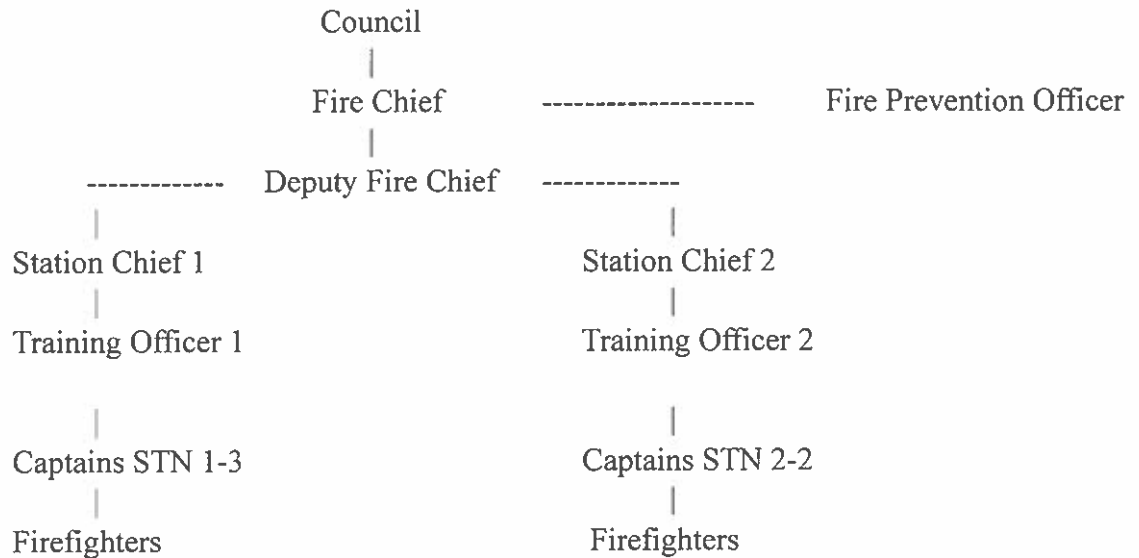 Council
Fire Chief -------------------- Fire Prevention Officer
------------- Deputy Fire Chief -------------
Station Chief 1 Station Chief 2
Training Officer 1 Training Officer 2
Captains STN 1-3 Captains STN 2-2
Firefighters Firefighters